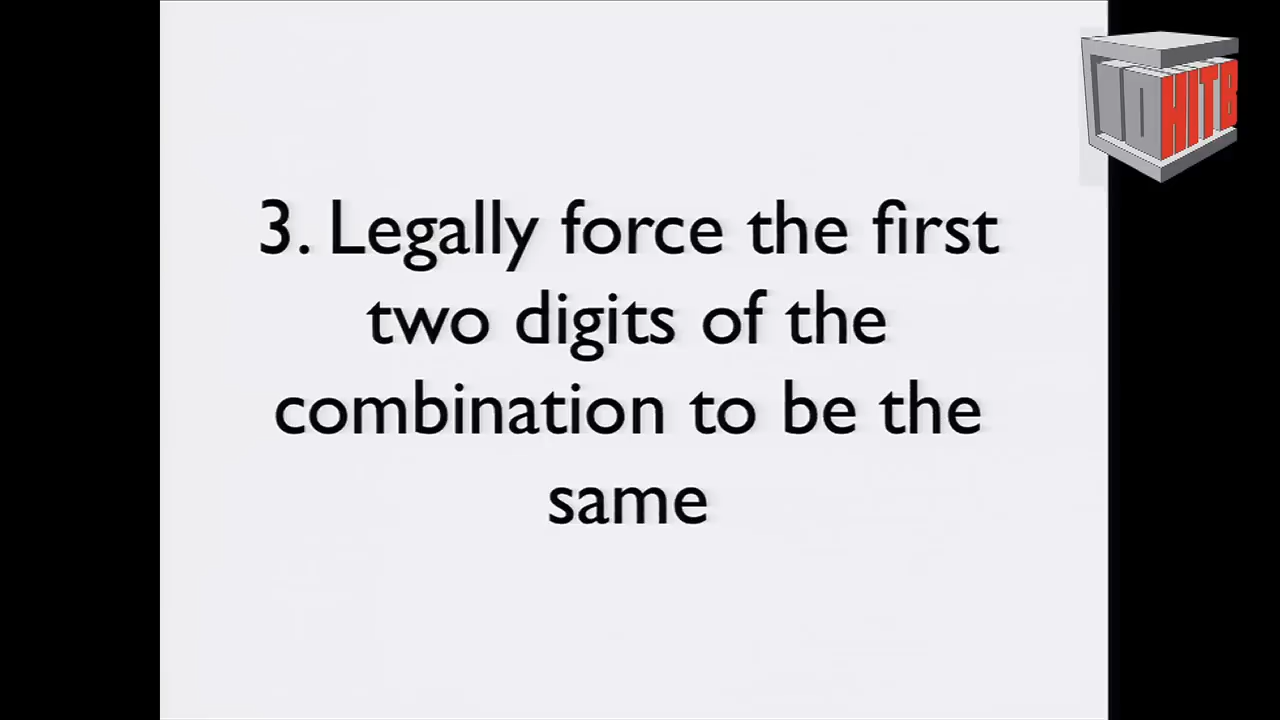 3. Legally force the first
two digits of the
combination to be the
same
HITB